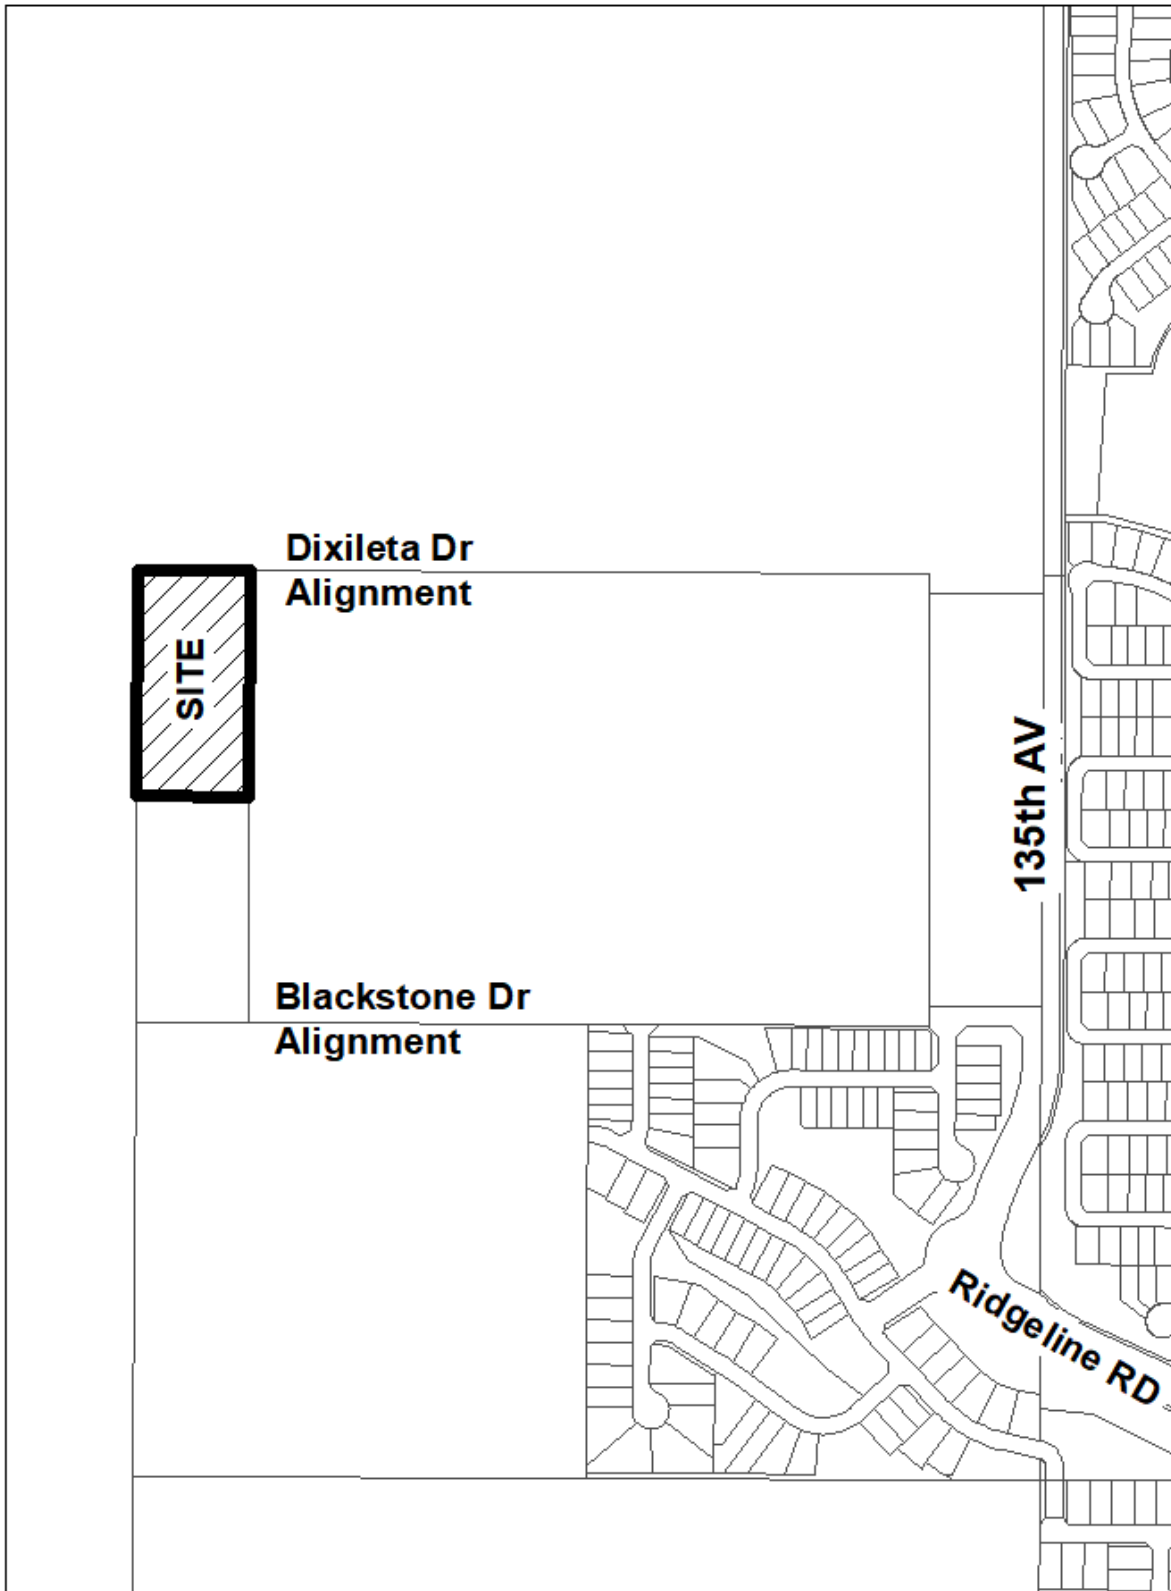 Dixileta Dr
Alignment
SITE
135th AV
Blackstone Dr
Alignment
Ridgeline RD